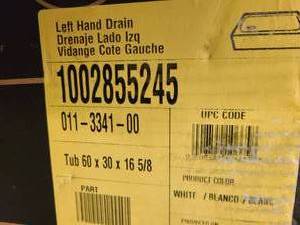 Left Hand Drain
Drenaje Lado Izq
Vidange Cote Gauche
1002855245
011-3341-00
UPC CODE
Tub 60 x 30 x 16 5/8
PRODUCT COLOR
WHITE / BLANCO / BLANC
PART